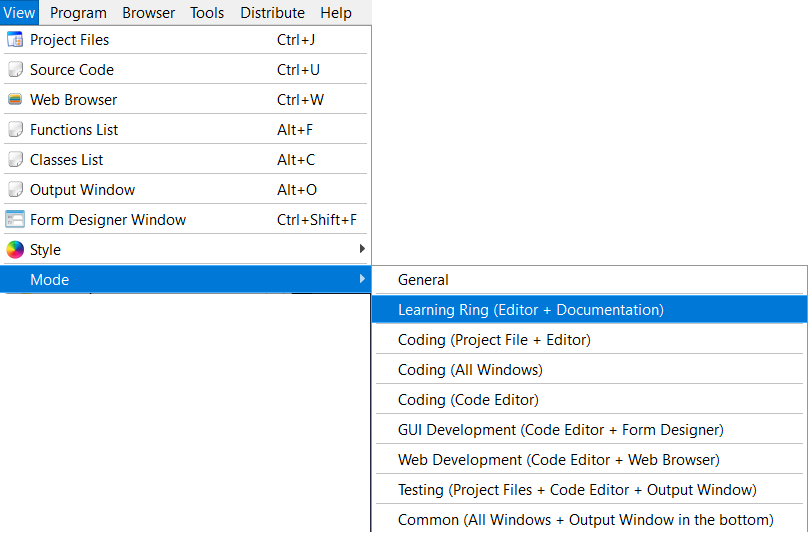 View Program Browser Tools Distribute Help
Project Files Ctrl+J
Source Code Ctrl+U
Web Browser Ctrl+W
Functions List Alt+F
Classes List Alt+C
Output Window Alt+O
Form Designer Window Ctrl+Shift+F
Style
Mode
General
Learning Ring (Editor + Documentation)
Coding (Project File + Editor)
Coding (All Windows)
Coding (Code Editor)
GUI Development (Code Editor + Form Designer)
Web Development (Code Editor + Web Browser)
Testing (Project Files + Code Editor + Output Window)
Common (All Windows + Output Window in the bottom)